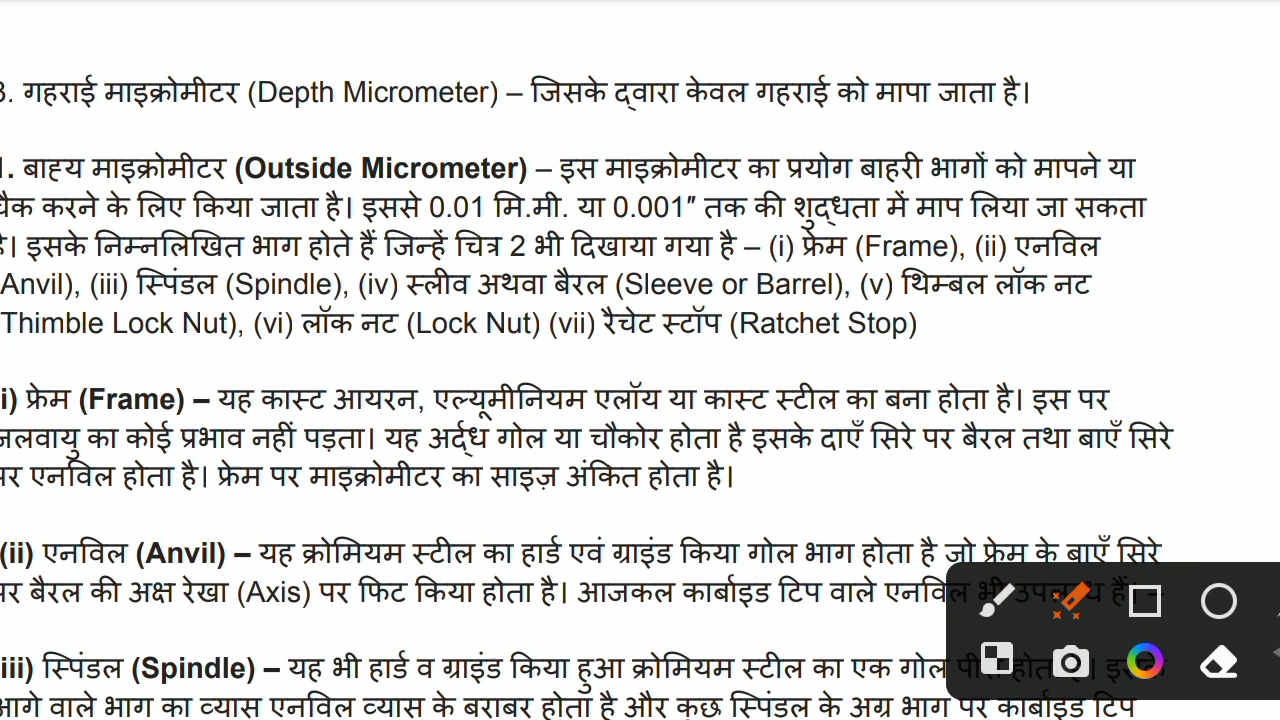 3. गहराई माइक्रोमीटर (Depth Micrometer) – जिसके द्वारा केवल गहराई को मापा जाता है।
1. बाह्य माइक्रोमीटर (Outside Micrometer) – इस माइक्रोमीटर का प्रयोग बाहरी भागों को मापने या
चैक करने के लिए किया जाता है। इससे 0.01 मि.मी. या 0.001″ तक की शुद्धता में माप लिया जा सकता
है। इसके निम्नलिखित भाग होते हैं जिन्हें चित्र 2 भी दिखाया गया है – (i) फ्रेम (Frame), (ii) एनविल
Anvil), (iii) स्पिंडल (Spindle), (iv) स्लीव अथवा बैरल (Sleeve or Barrel), (v) थिम्बल लॉक नट
Thimble Lock Nut), (vi) लॉक नट (Lock Nut) (vii) रैचेट स्टॉप (Ratchet Stop)
i) फ्रेम (Frame) – यह कास्ट आयरन, एल्यूमीनियम एलॉय या कास्ट स्टील का बना होता है। इस पर
जलवायु का कोई प्रभाव नहीं पड़ता। यह अर्द्ध गोल या चौकोर होता है इसके दाएँ सिरे पर बैरल तथा बाएँ सिरे
पर एनविल होता है। फ्रेम पर माइक्रोमीटर का साइज़ अंकित होता है।
(ii) एनविल (Anvil) – यह क्रोमियम स्टील का हार्ड एवं ग्राइंड किया गोल भाग होता है जो फ्रेम के बाएँ सिरे
पर बैरल की अक्ष रेखा (Axis) पर फिट किया होता है। आजकल कार्बाइड टिप वाले एनविल भी उपलब्ध हैं। –
iii) स्पिंडल (Spindle) – यह भी हार्ड व ग्राइंड किया हुआ क्रोमियम स्टील का एक गोल होता है। इसके
आगे वाले भाग का व्यास एनविल व्यास के बराबर होता है और कुछ स्पिंडल के अग्र भाग पर कार्बाइड टिप